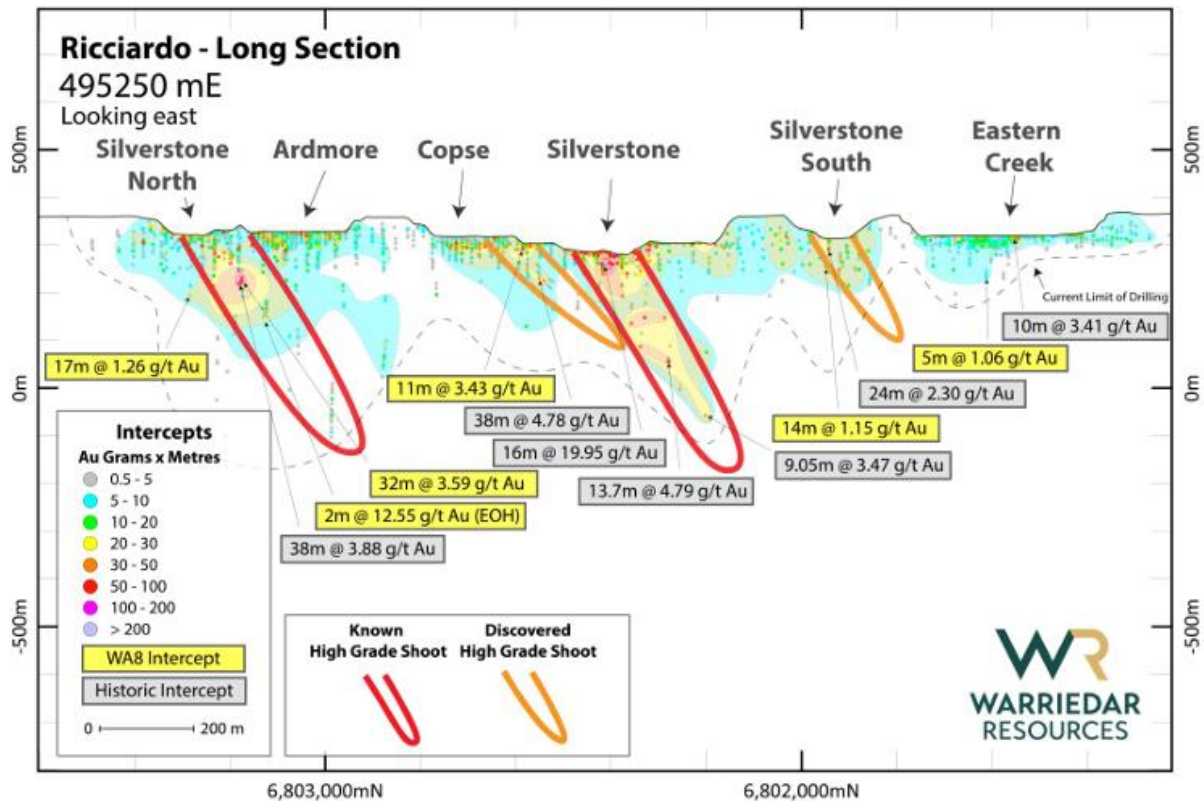 Ricciardo - Long Section
495250 mE
Looking east
Silverstone
North
Ardmore
Copse
Silverstone
Silverstone
South
Eastern
Creek
500m
0m
-500m
500m
0m
-500m
Current Limit of Drilling
10m @ 3.41 g/t Au
17m @ 1.26 g/t Au
5m @ 1.06 g/t Au
11m @ 3.43 g/t Au
24m @ 2.30 g/t Au
38m @ 4.78 g/t Au
14m @ 1.15 g/t Au
16m @ 19.95 g/t Au
9.05m @ 3.47 g/t Au
32m @ 3.59 g/t Au
13.7m @ 4.79 g/t Au
2m @ 12.55 g/t Au (EOH)
38m @ 3.88 g/t Au
Intercepts
Au Grams x Metres
0.5 - 5
5 - 10
10 - 20
20 - 30
30 - 50
50 - 100
100 - 200
> 200
WA8 Intercept
Historic Intercept
0 200 m
Known
High Grade Shoot
Discovered
High Grade Shoot
WR
WARRIEDAR
RESOURCES
6,803,000mN
6,802,000mN